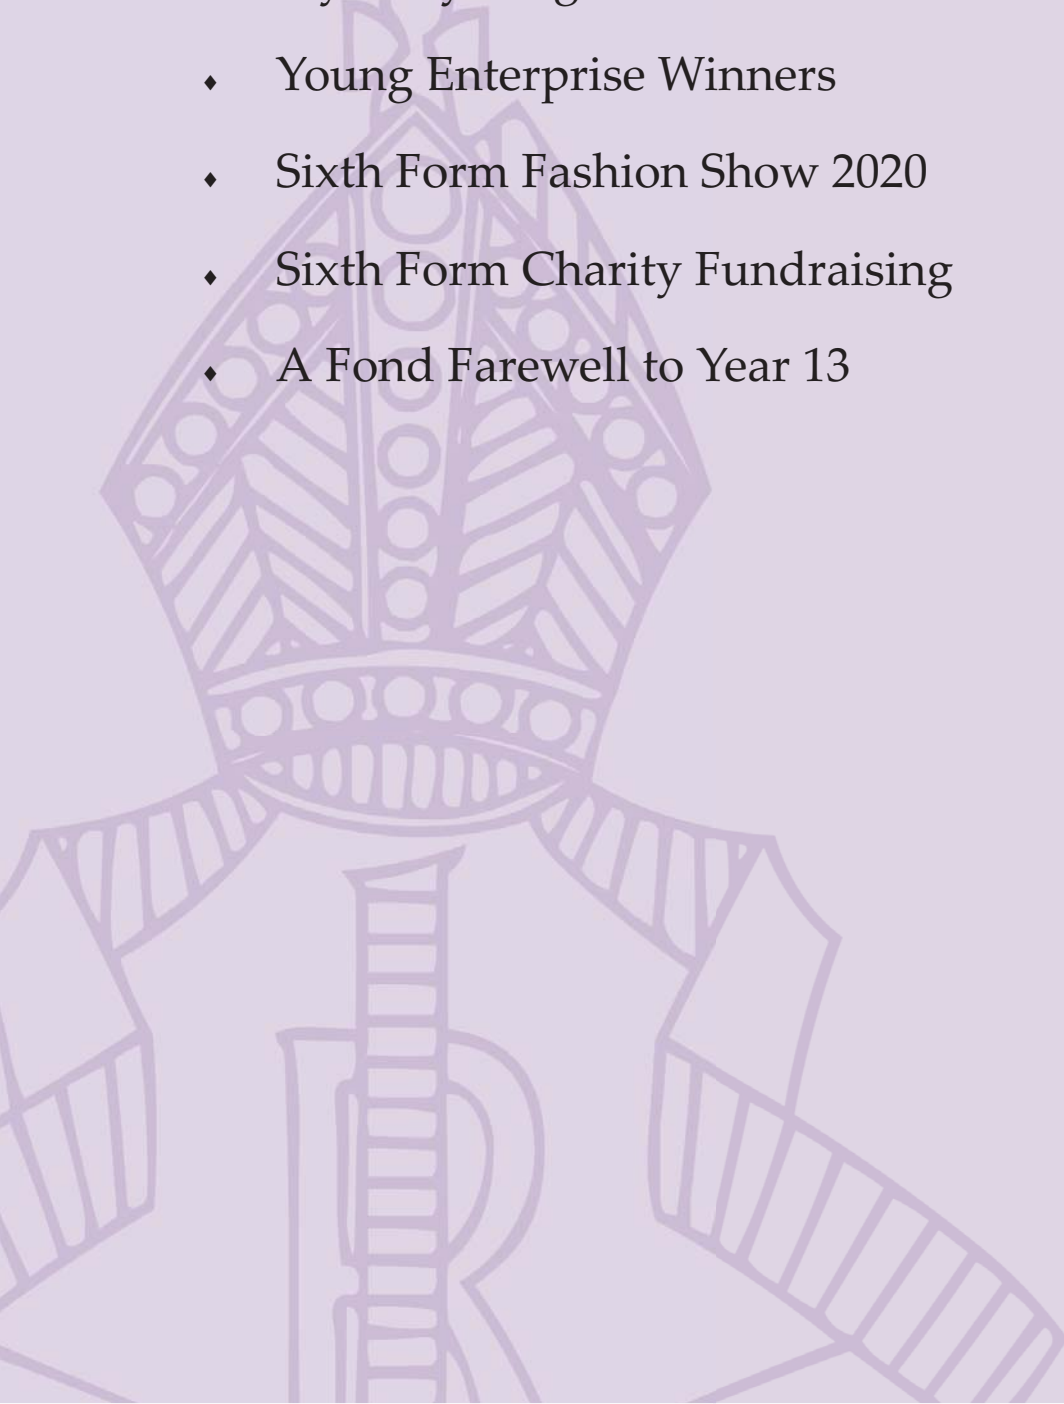 ♦ Young Enterprise Winners
♦ Sixth Form Fashion Show 2020
♦ Sixth Form Charity Fundraising
♦ A Fond Farewell to Year 13
R